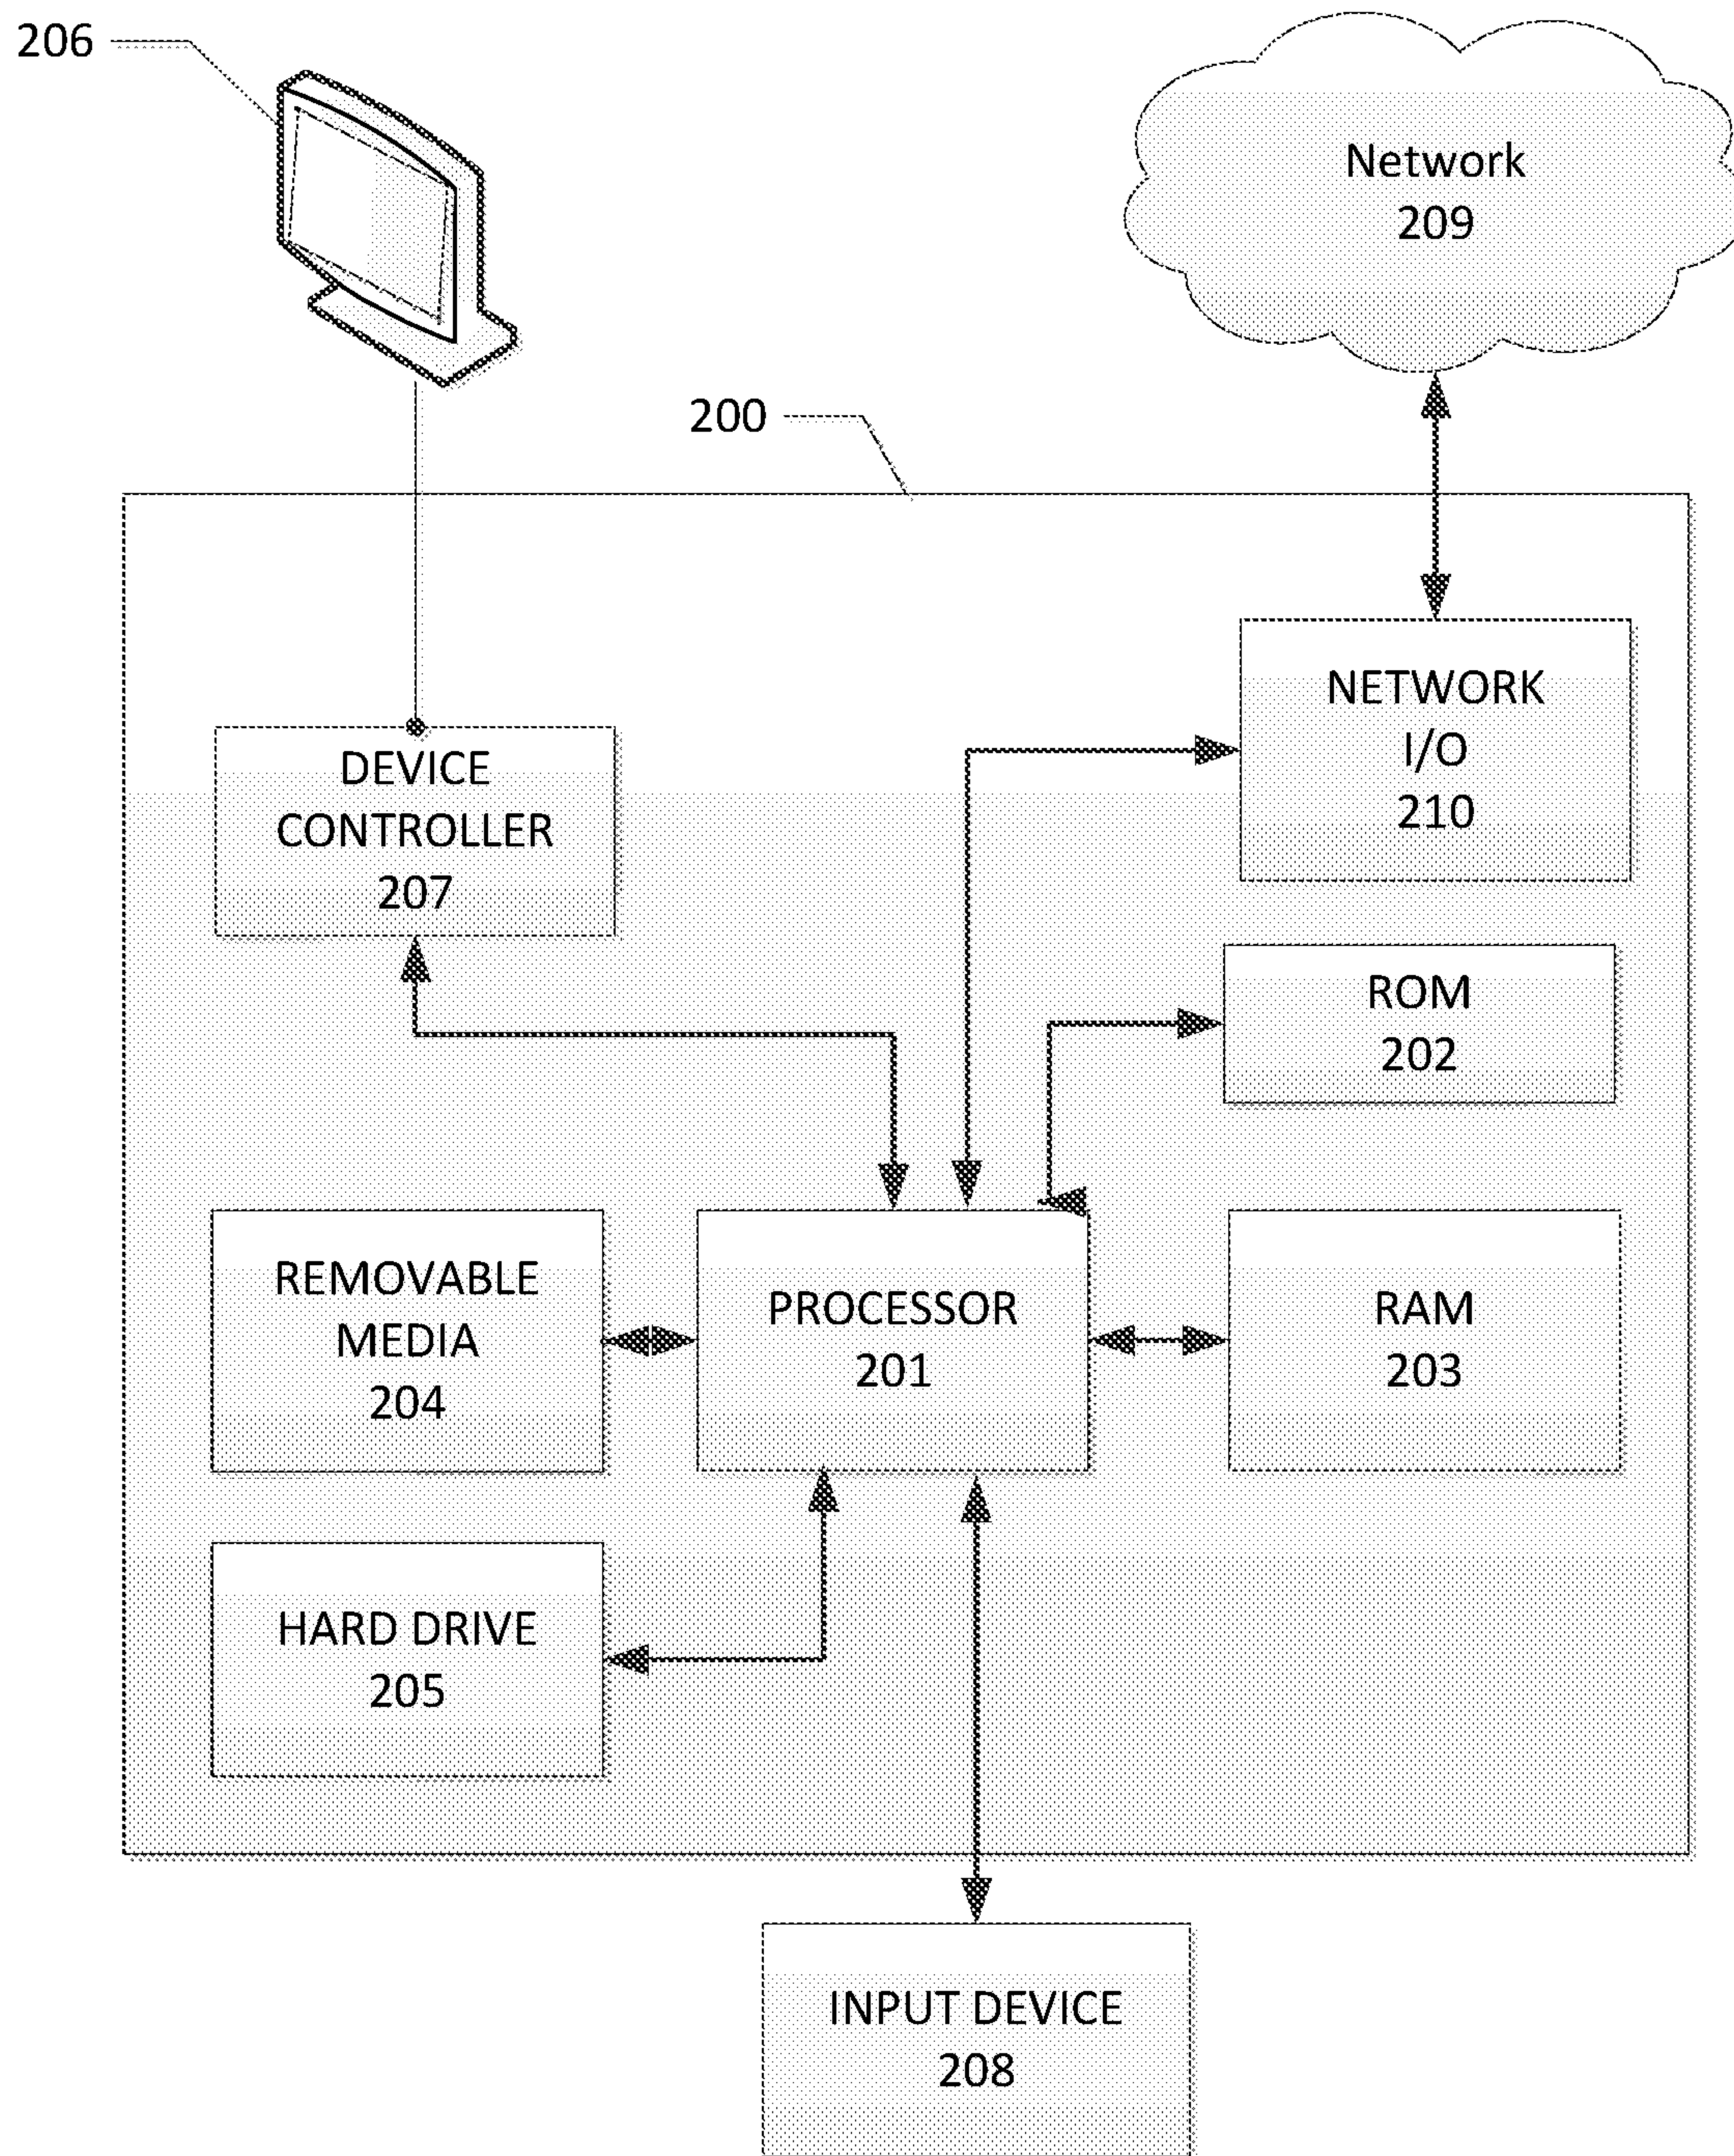 206
Network
209
200
NETWORK
I/O
210
DEVICE
CONTROLLER
207
ROM
202
REMOVABLE
MEDIA
204
PROCESSOR
201
RAM
203
HARD DRIVE
205
INPUT DEVICE
208